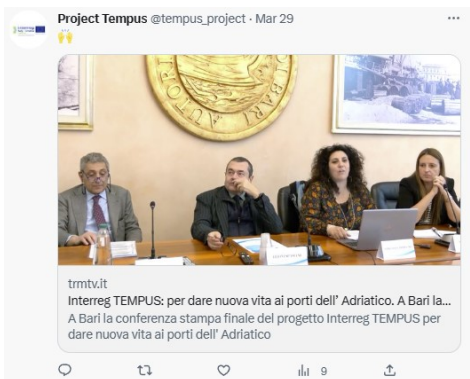 Project Tempus @tempus_project · Mar 29
trmtv.it
Interreg TEMPUS: per dare nuova vita ai porti dell' Adriatico. A Bari la...
A Bari la conferenza stampa finale del progetto Interreg TEMPUS per
dare nuova vita ai porti dell' Adriatico
9